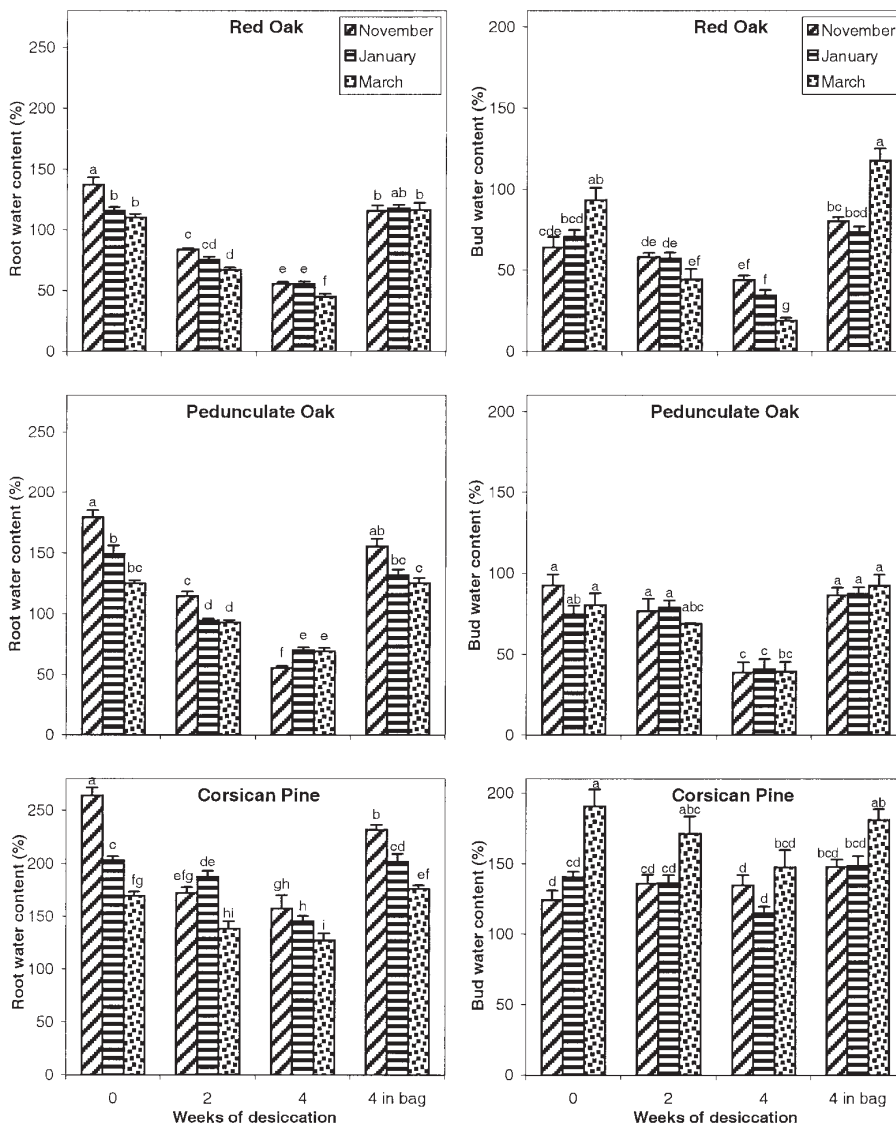 Red Oak
November
January
March
Root water content (%)
250
200
150
100
50
0
a
b
b
c
cd
d
e
e
f
b
ab
b
Red Oak
November
January
March
Bud water content (%)
200
150
100
50
0
cde
bcd
ab
de
de
ef
ef
f
g
bc
bcd
a
Pedunculate Oak
Root water content (%)
250
200
150
100
50
0
a
b
bc
c
d
d
f
e
e
ab
bc
c
Pedunculate Oak
Bud water content (%)
200
150
100
50
0
a
ab
a
a
a
abc
c
c
bc
a
a
a
Corsican Pine
Root water content (%)
250
200
150
100
50
0
a
c
fg
efg
de
hi
gh
h
i
b
cd
ef
0 2 4 4 in bag
Weeks of desiccation
Corsican Pine
Bud water content (%)
200
150
100
50
0
d
cd
a
cd
cd
abc
d
d
bcd
bcd
bcd
ab
0 2 4 4 in bag
Weeks of desiccation